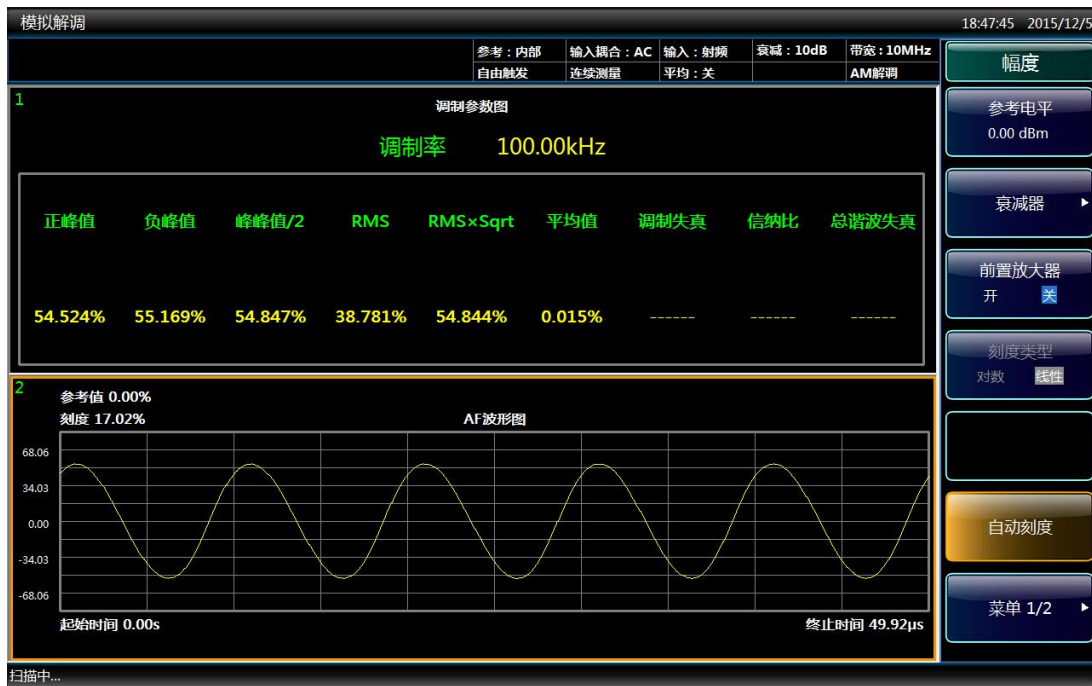 模拟解调
18:47:45 2015/12/5
参考：内部 输入耦合：AC 输入：射频 衰减：10dB 带宽：10MHz
自由触发 连续测量 平均：关 AM解调
幅度
参考电平
0.00 dBm
衰减器
前置放大器
开 关
刻度类型
对数 线性
自动刻度
菜单 1/2
1
调制参数图
调制率 100.00kHz
正峰值 负峰值 峰峰值/2 RMS RMS×Sqrt 平均值 调制失真 信纳比 总谐波失真
54.524% 55.169% 54.847% 38.781% 54.844% 0.015% ------ ------ ------
2
参考值 0.00%
刻度 17.02% AF波形图
68.06
34.03
0.00
-34.03
-68.06
起始时间 0.00s 终止时间 49.92μs
扫描中...